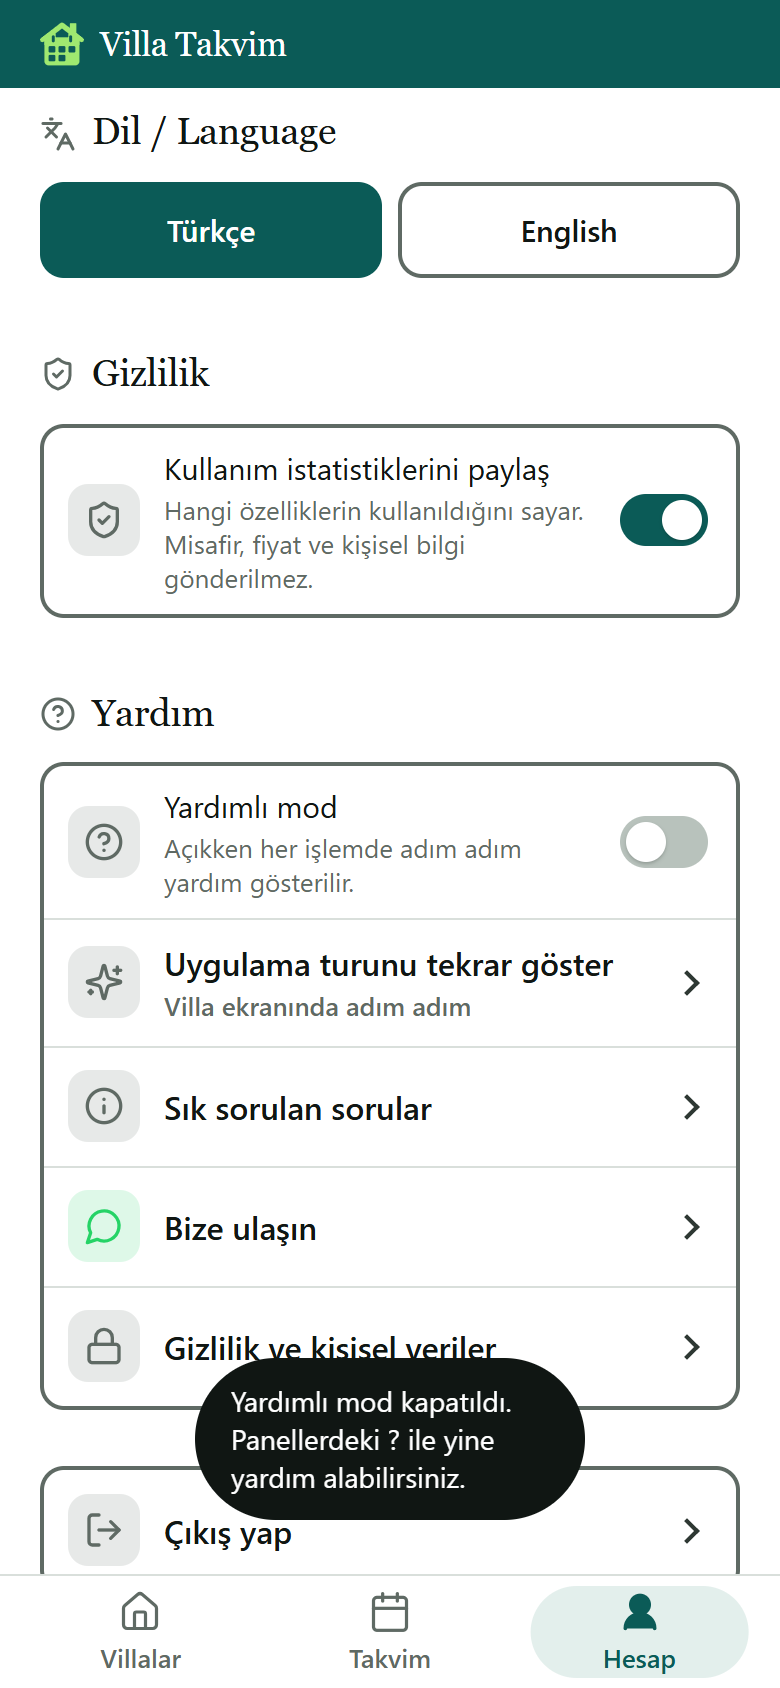 Villa Takvim
Dil / Language
Türkçe
English
Gizlilik
Kullanım istatistiklerini paylaş
Hangi özelliklerin kullanıldığını sayar.
Misafir, fiyat ve kişisel bilgi
gönderilmez.
Yardım
Yardımlı mod
Açıkken her işlemde adım adım
yardım gösterilir.
Uygulama turunu tekrar göster
Villa ekranında adım adım
Sık sorulan sorular
Bize ulaşın
Gizlilik ve kişisel veriler
Yardımlı mod kapatıldı.
Panellerdeki ? ile yine
yardım alabilirsiniz.
Çıkış yap
Villalar
Takvim
Hesap